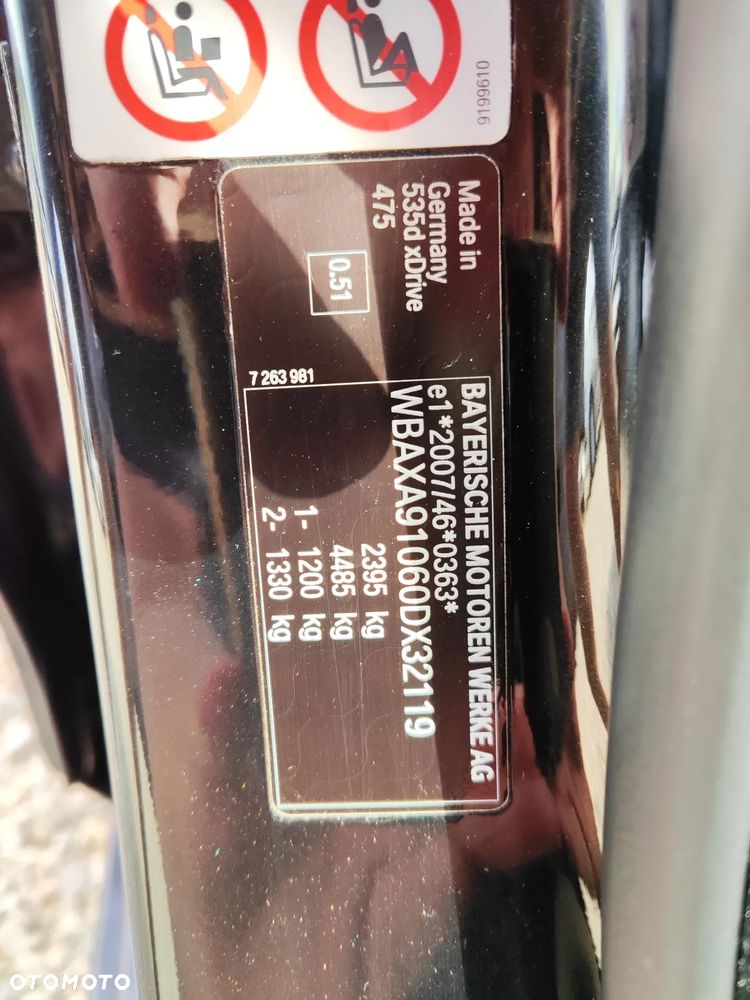 9199610
Made in
Germany
535d xDrive
475
0.51
7 263 981
BAYERISCHE MOTOREN WERKE AG
e1*2007/46*0363*
WBAXA91060DX32119
2395 kg
4485 kg
1- 1200 kg
2- 1330 kg
OTOMOTO